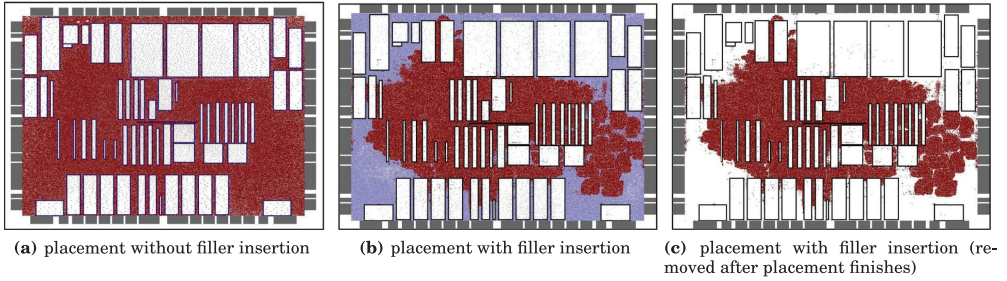 (a) placement without filler insertion
(b) placement with filler insertion
(c) placement with filler insertion (re-
moved after placement finishes)